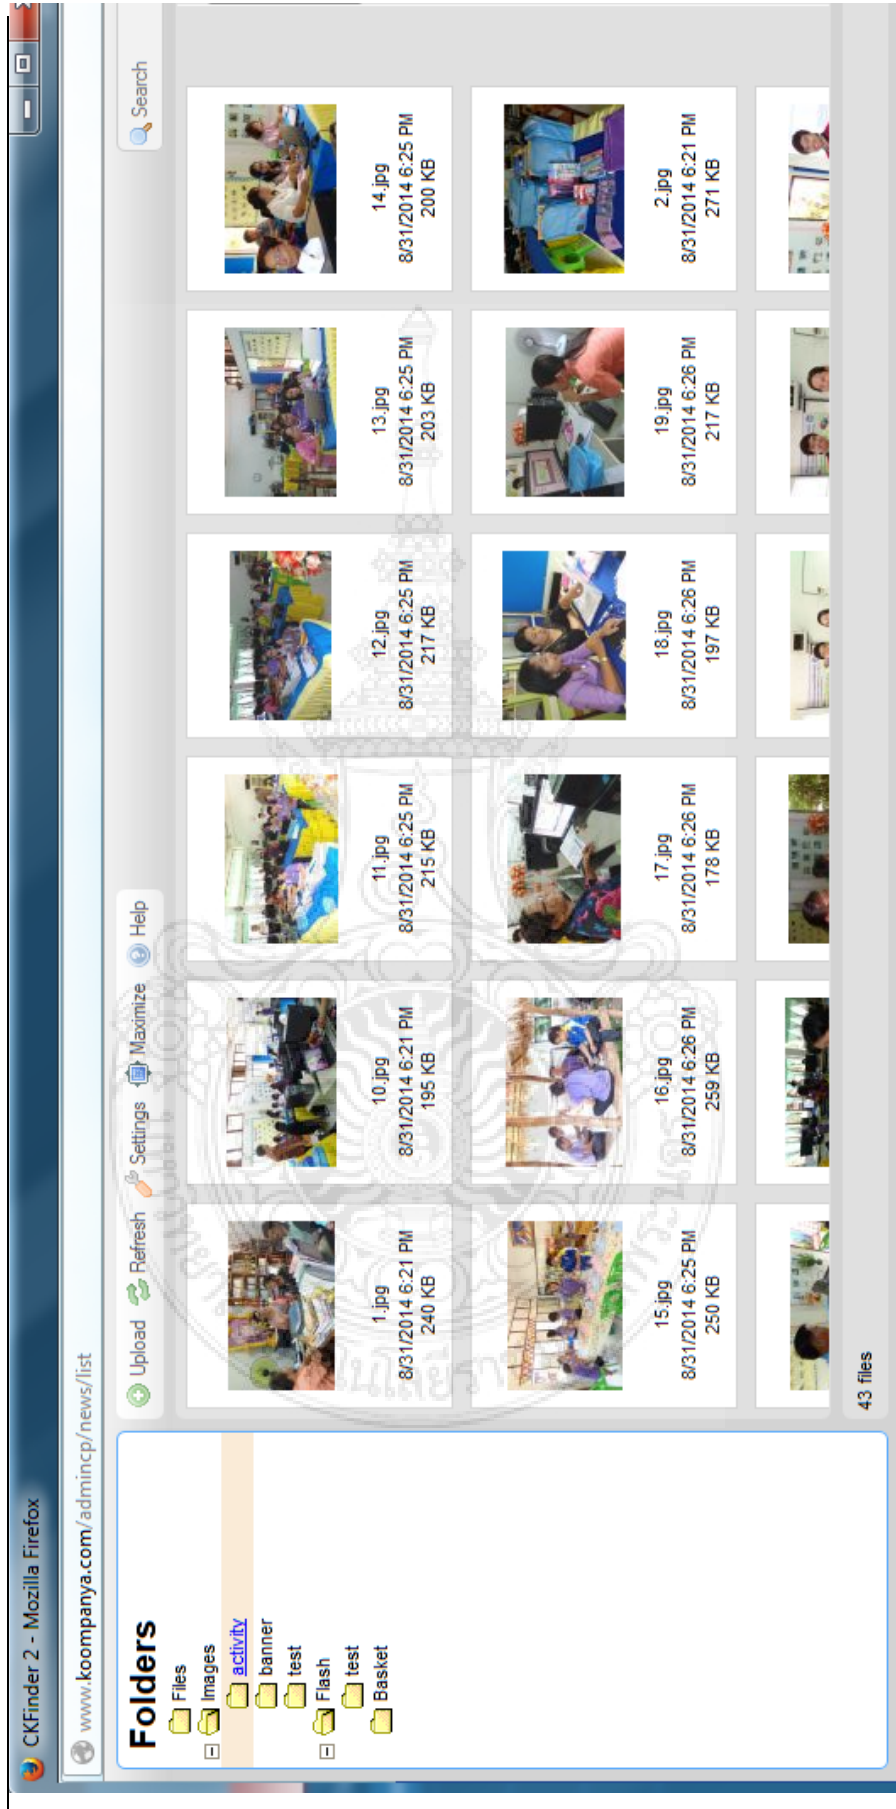 CKFinder 2 - Mozilla Firefox
www.koompanya.com/admincp/news/list
Folders
Files
Images
activity
banner
test
Flash
test
Basket
Upload Refresh Settings Maximize Help
Search
1.jpg
8/31/2014 6:21 PM
240 KB
10.jpg
8/31/2014 6:21 PM
195 KB
11.jpg
8/31/2014 6:25 PM
215 KB
12.jpg
8/31/2014 6:25 PM
217 KB
13.jpg
8/31/2014 6:25 PM
203 KB
14.jpg
8/31/2014 6:25 PM
200 KB
15.jpg
8/31/2014 6:25 PM
250 KB
16.jpg
8/31/2014 6:26 PM
259 KB
17.jpg
8/31/2014 6:26 PM
178 KB
18.jpg
8/31/2014 6:26 PM
197 KB
19.jpg
8/31/2014 6:26 PM
217 KB
2.jpg
8/31/2014 6:21 PM
271 KB
43 files